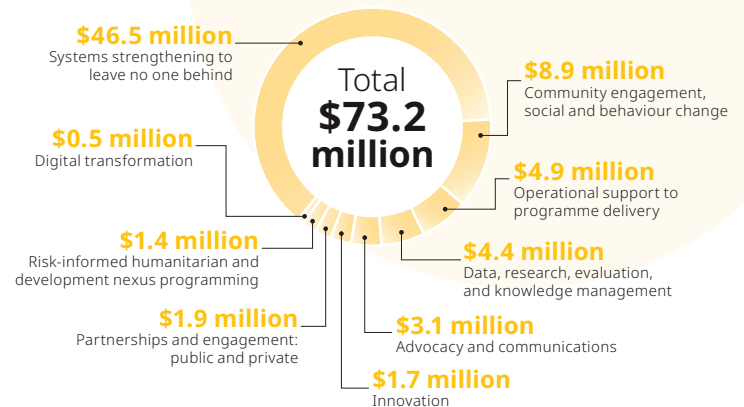 $46.5 million
Systems strengthening to
leave no one behind
Total
$73.2
million
$8.9 million
Community engagement,
social and behaviour change
$0.5 million
Digital transformation
$4.9 million
Operational support to
programme delivery
$1.4 million
Risk-informed humanitarian and
development nexus programming
$4.4 million
Data, research, evaluation,
and knowledge management
$1.9 million
Partnerships and engagement:
public and private
$3.1 million
Advocacy and communications
$1.7 million
Innovation